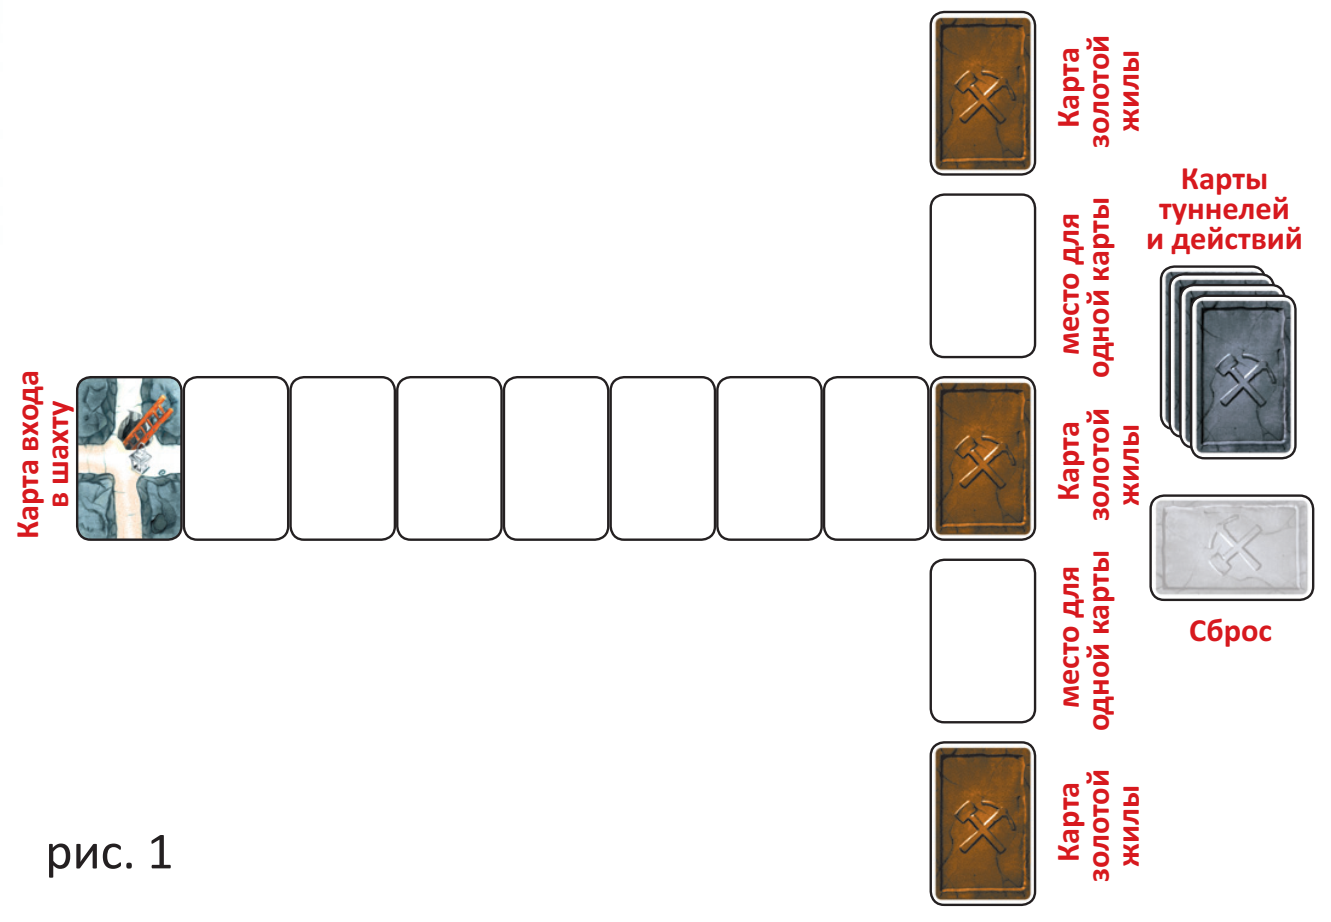 Карта входа
в шахту
Карта
золотой
жилы
место для
одной карты
Карта
золотой
жилы
место для
одной карты
Карта
золотой
жилы
Карты
туннелей
и действий
Сброс
рис. 1